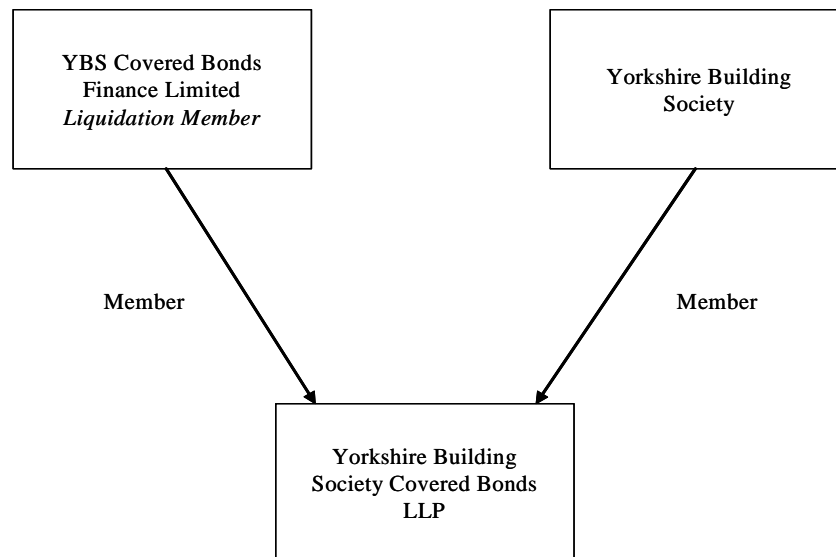 YBS Covered Bonds
Finance Limited
Liquidation Member
Yorkshire Building
Society
Member
Member
Yorkshire Building
Society Covered Bonds
LLP